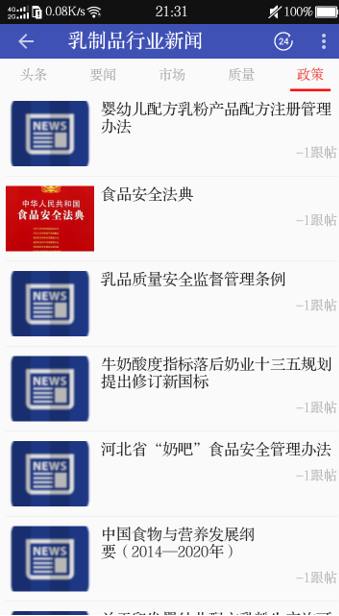 4G 2G 0.08K/s 21:31 100%
乳制品行业新闻 24
头条 要闻 市场 质量 政策
NEWS
婴幼儿配方乳粉产品配方注册管理
办法
-1跟帖
中华人民共和国
食品安全法典
食品安全法典
-1跟帖
NEWS
乳品质量安全监督管理条例
-1跟帖
NEWS
牛奶酸度指标落后奶业十三五规划
提出修订新国标
-1跟帖
NEWS
河北省“奶吧”食品安全管理办法
-1跟帖
NEWS
中国食物与营养发展纲
要（2014—2020年）
-1跟帖